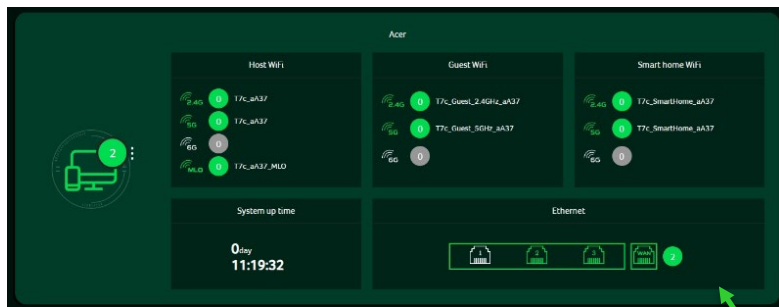 Acer
Host WiFi
2.4G 0 T7c_aA37
5G 0 T7c_aA37
6G 0
MLO 0 T7c_aA37_MLO
Guest WiFi
2.4G 0 T7c_Guest_2.4GHz_aA37
5G 0 T7c_Guest_5GHz_aA37
6G 0
Smart home WiFi
2.4G 0 T7c_SmartHome_aA37
5G 0 T7c_SmartHome_aA37
6G 0
2
System up time
0day
11:19:32
Ethernet
1 2 3 WAN 2